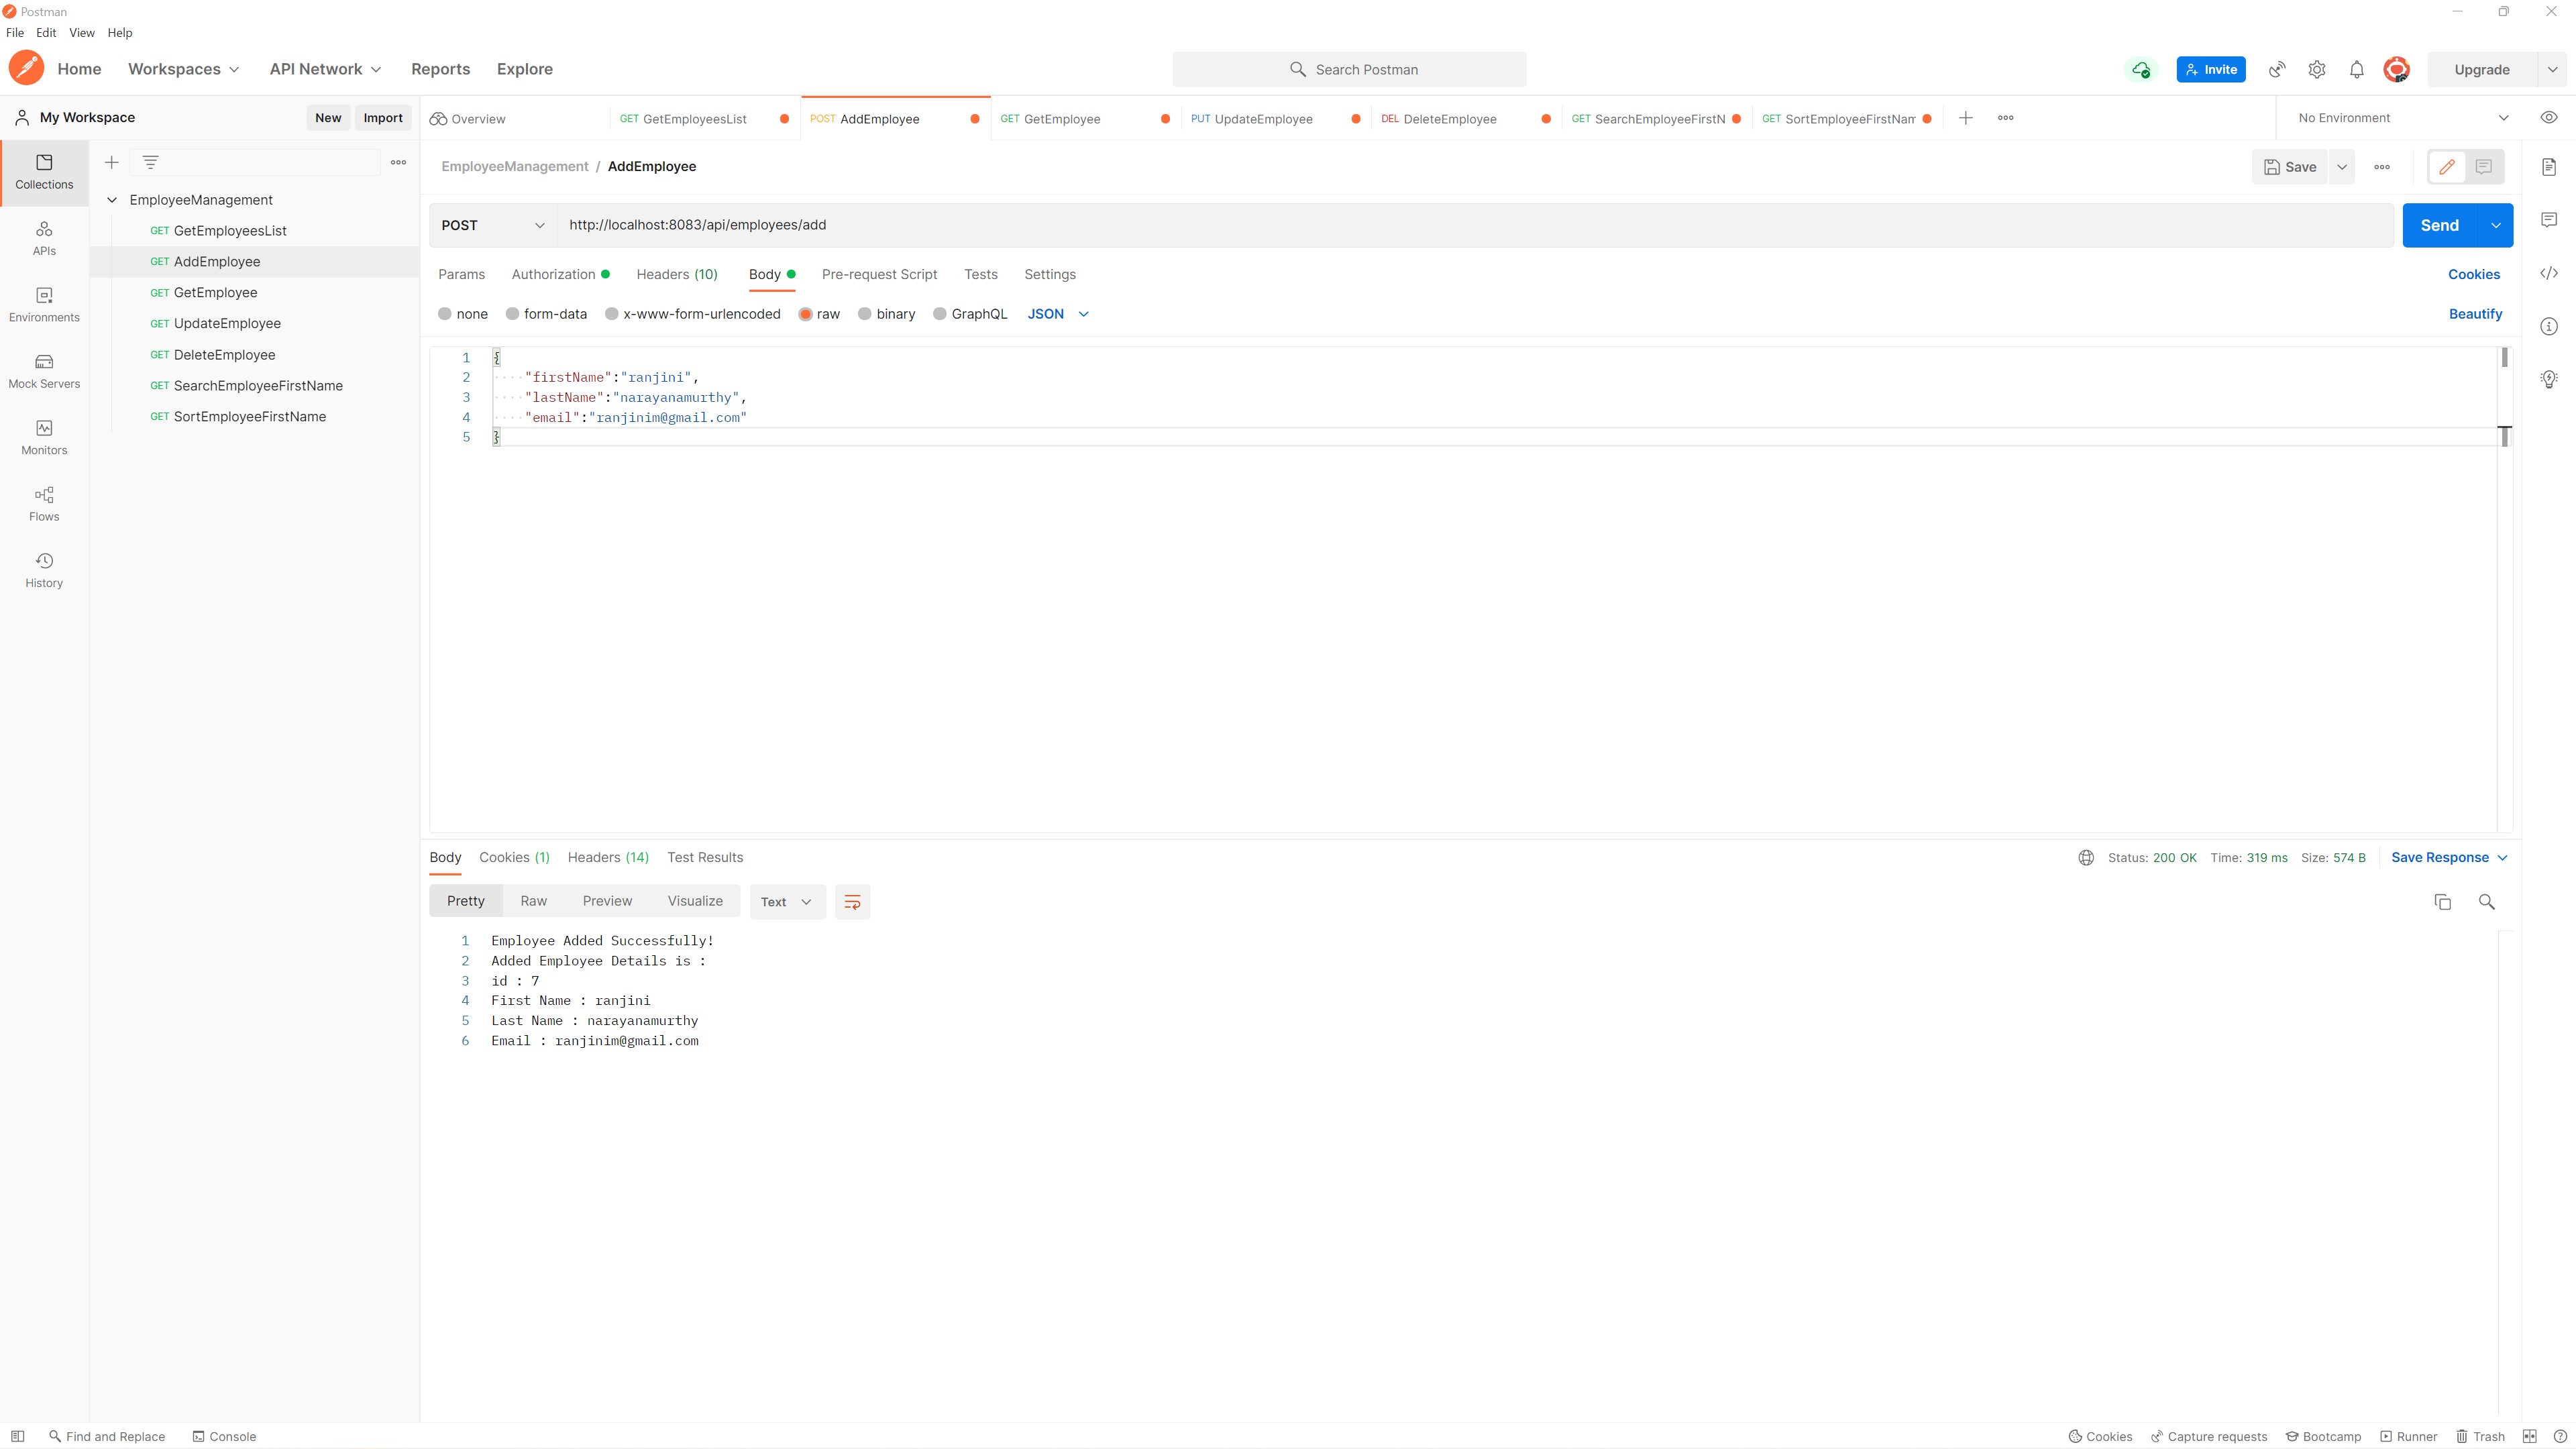 Postman
File Edit View Help
Home Workspaces API Network Reports Explore Search Postman Invite Upgrade
My Workspace New Import Overview GET GetEmployeesList POST AddEmployee GET GetEmployee PUT UpdateEmployee DEL DeleteEmployee GET SearchEmployeeFirstN GET SortEmployeeFirstNam No Environment
Collections
APIs
Environments
Mock Servers
Monitors
Flows
History
EmployeeManagement
GET GetEmployeesList
GET AddEmployee
GET GetEmployee
GET UpdateEmployee
GET DeleteEmployee
GET SearchEmployeeFirstName
GET SortEmployeeFirstName
EmployeeManagement / AddEmployee Save
POST http://localhost:8083/api/employees/add Send
Params Authorization Headers (10) Body Pre-request Script Tests Settings Cookies
none form-data x-www-form-urlencoded raw binary GraphQL JSON Beautify
1 {
2 "firstName":"ranjini",
3 "lastName":"narayanamurthy",
4 "email":"ranjinim@gmail.com"
5 }
Body Cookies (1) Headers (14) Test Results Status: 200 OK Time: 319 ms Size: 574 B Save Response
Pretty Raw Preview Visualize Text
1 Employee Added Successfully!
2 Added Employee Details is :
3 id : 7
4 First Name : ranjini
5 Last Name : narayanamurthy
6 Email : ranjinim@gmail.com
Find and Replace Console Cookies Capture requests Bootcamp Runner Trash